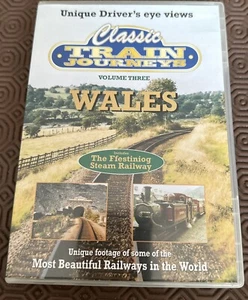 Unique Driver's eye views
Classic
TRAIN
JOURNEYS
VOLUME THREE
WALES
The Ffestiniog
Steam Railway
Unique footage of some of the
Most Beautiful Railways in the World